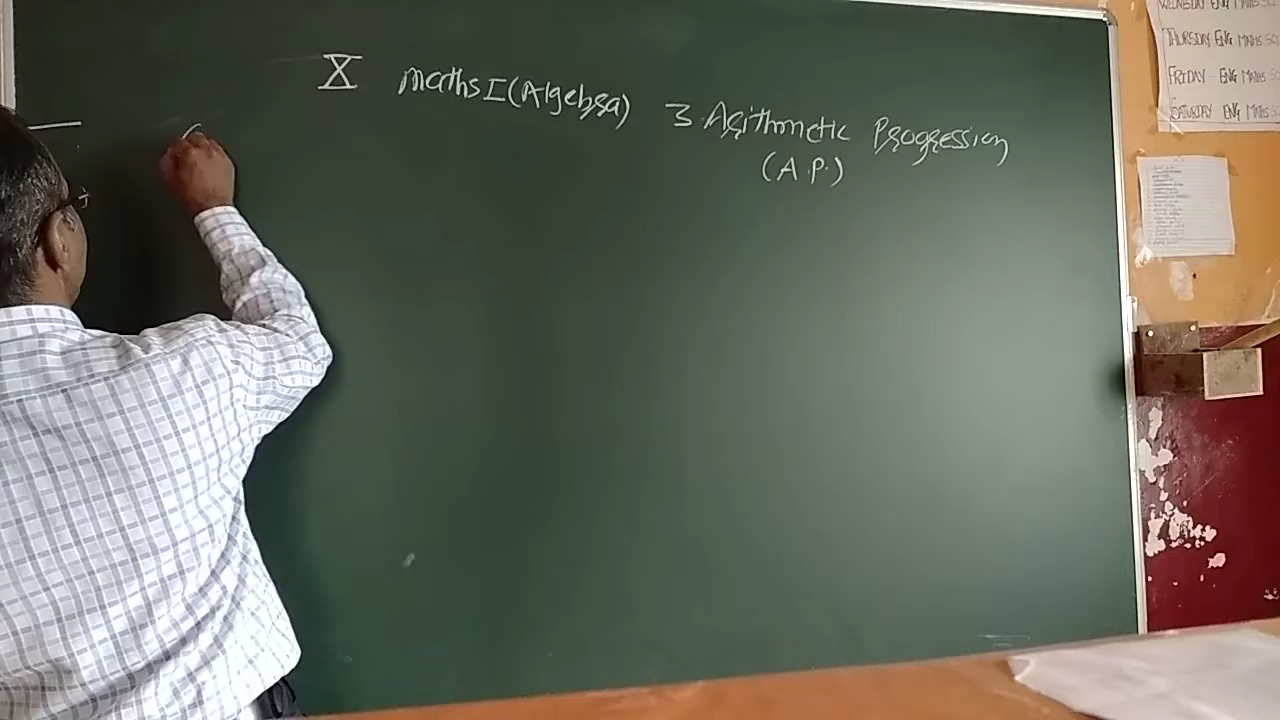 X maths I (Algebra) 3. Arithmetic Progression
(A.P.)
WEDNESDAY ENG MATHS
THURSDAY ENG MATHS
FRIDAY ENG MATHS
SATURDAY ENG MATHS